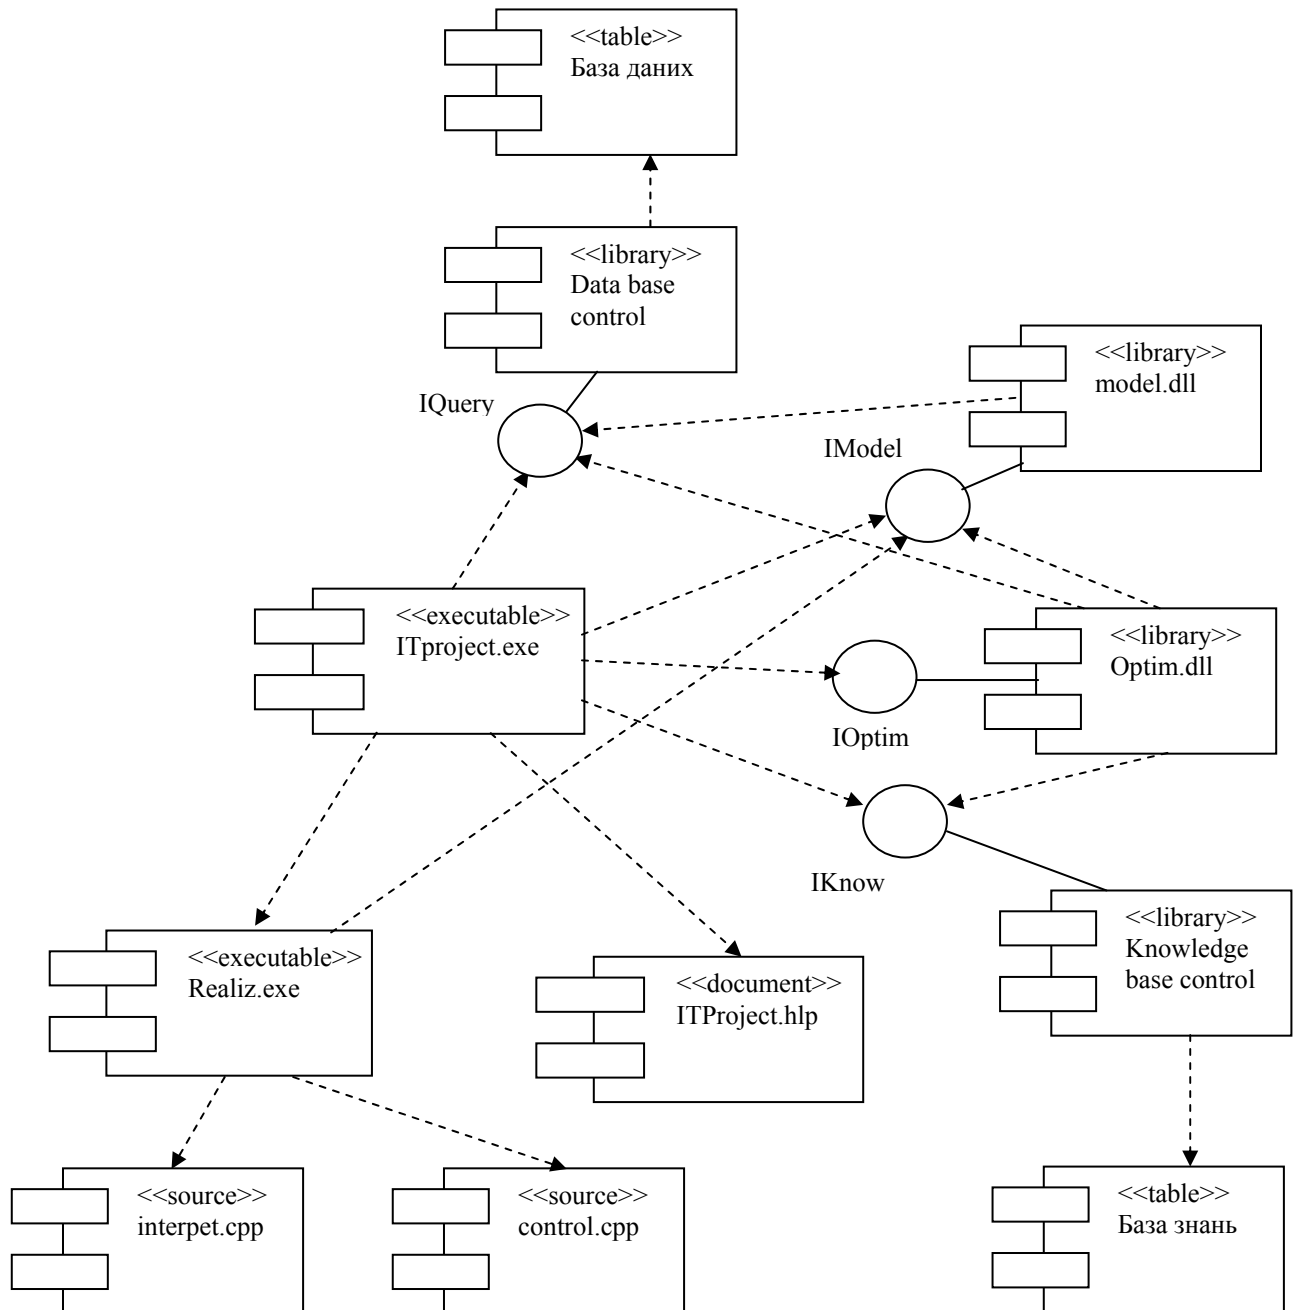 <<table>>
База даних
<<library>>
Data base
control
<<library>>
model.dll
IQuery
IModel
<<executable>>
ITproject.exe
<<library>>
Optim.dll
IOptim
IKnow
<<library>>
Knowledge
base control
<<executable>>
Realiz.exe
<<document>>
ITProject.hlp
<<source>>
interpet.cpp
<<source>>
control.cpp
<<table>>
База знань